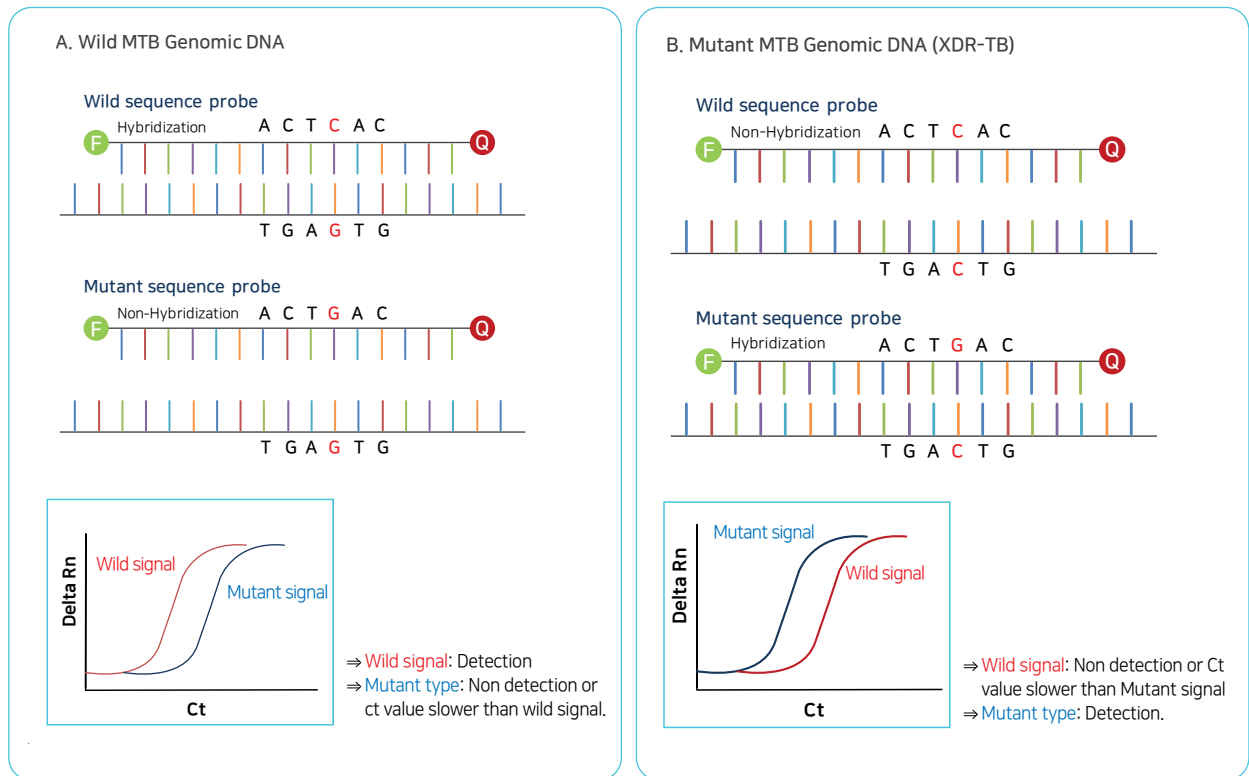 A. Wild MTB Genomic DNA
Wild sequence probe
F Hybridization A C T C A C Q
T G A G T G
Mutant sequence probe
F Non-Hybridization A C T G A C Q
T G A G T G
Delta Rn
Wild signal
Mutant signal
Ct
⇒ Wild signal: Detection
⇒ Mutant type: Non detection or
ct value slower than wild signal.
B. Mutant MTB Genomic DNA (XDR-TB)
Wild sequence probe
F Non-Hybridization A C T C A C Q
T G A C T G
Mutant sequence probe
F Hybridization A C T G A C Q
T G A C T G
Delta Rn
Mutant signal
Wild signal
Ct
⇒ Wild signal: Non detection or Ct
value slower than Mutant signal
⇒ Mutant type: Detection.